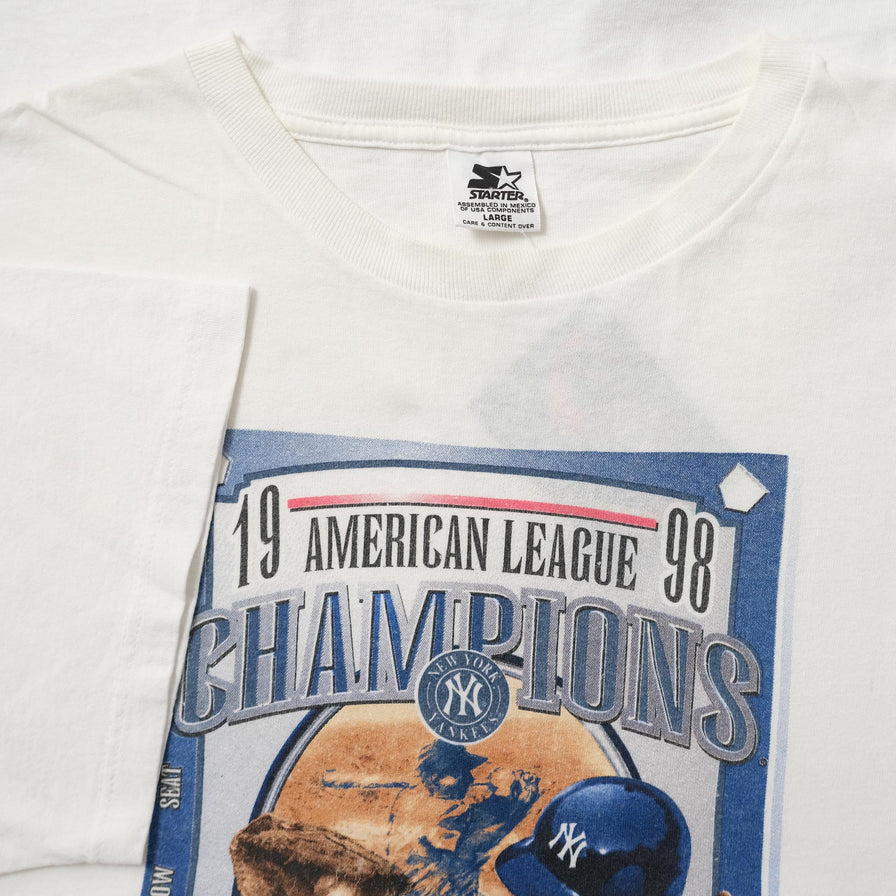 STARTER®
ASSEMBLED IN MEXICO
OF USA COMPONENTS
LARGE
CARE & CONTENT OVER
19 AMERICAN LEAGUE 98
CHAMPIONS
NEW YORK
NY
YANKEES
SEAT
NY